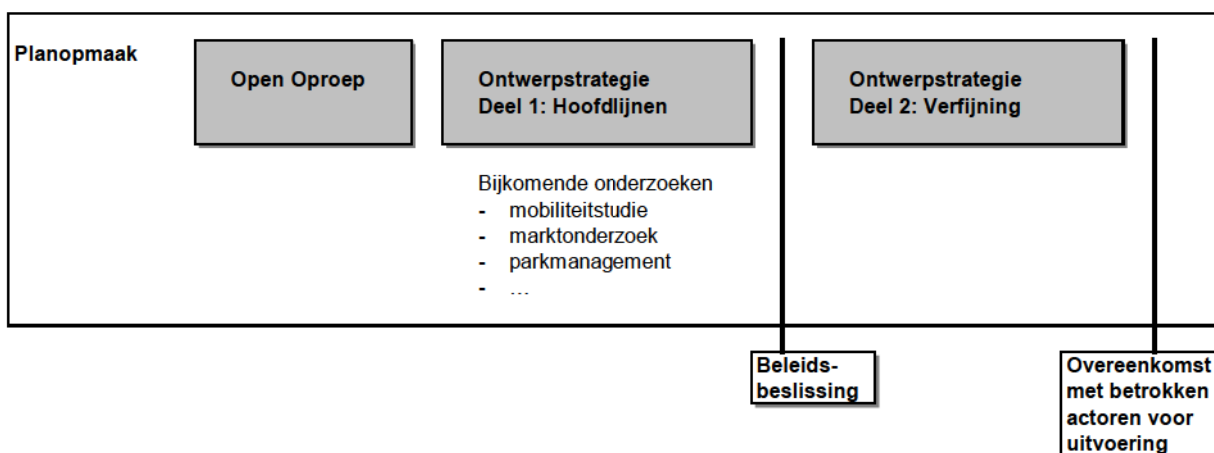 Planopmaak
Open Oproep
Ontwerpstrategie
Deel 1: Hoofdlijnen
Ontwerpstrategie
Deel 2: Verfijning
Bijkomende onderzoeken
- mobiliteitstudie
- marktonderzoek
- parkmanagement
- ...
Beleids-
beslissing
Overeenkomst
met betrokken
actoren voor
uitvoering